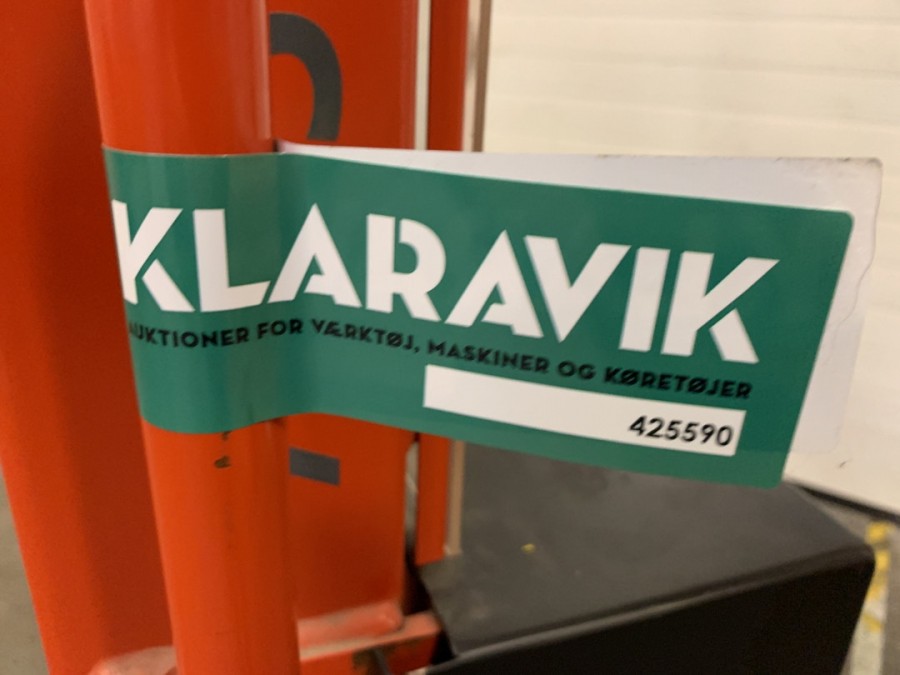 KLARAVIK
AUKTIONER FOR VÆRKTØJ, MASKINER OG KØRETØJER
425590